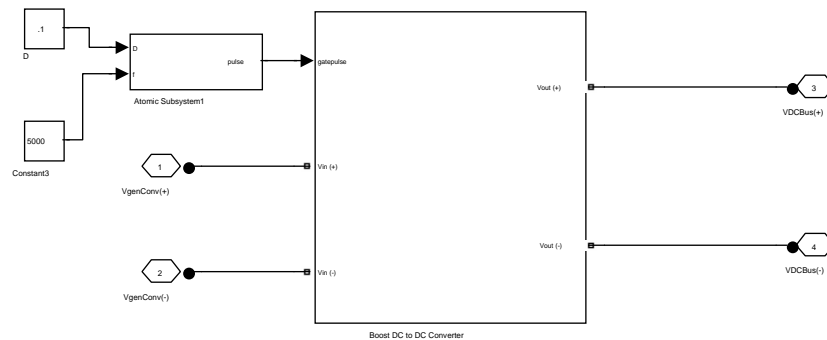 .1
D
D
f
pulse
gatepulse
Atomic Subsystem1
5000
Constant3
1
Vin (+)
VgenConv(+)
2
Vin (-)
VgenConv(-)
Vout (+)
3
VDCBus(+)
Vout (-)
4
VDCBus(-)
Boost DC to DC Converter